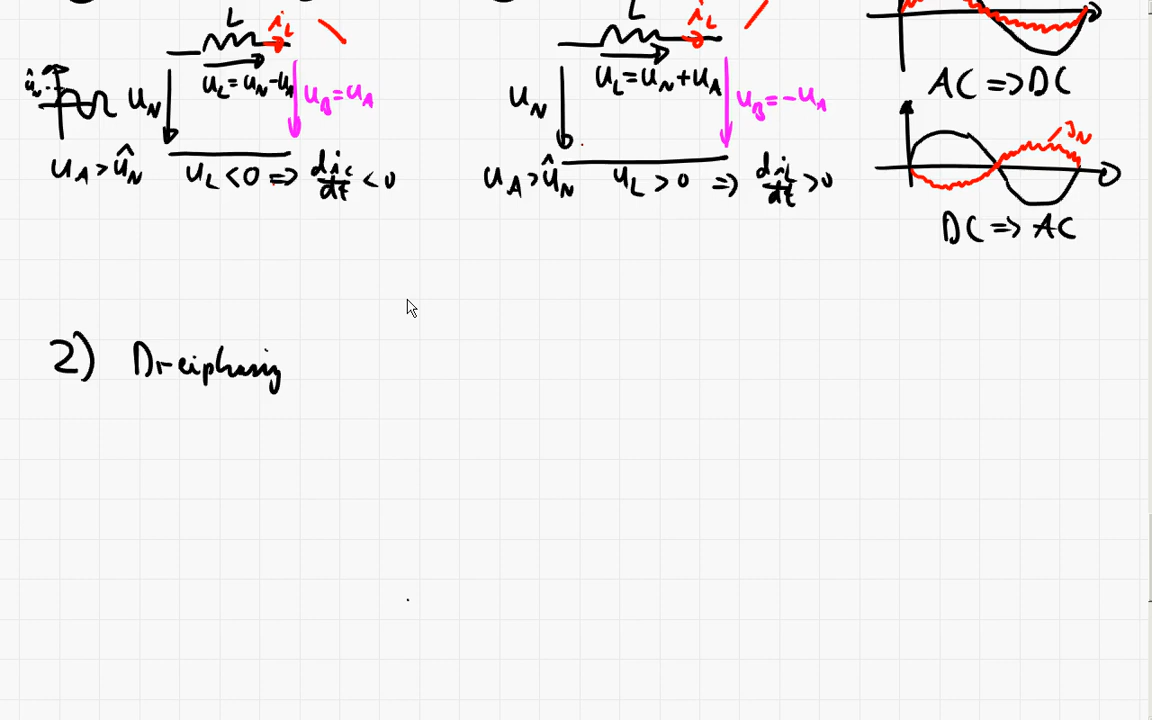 L i_L
u_L = u_N - u_A
û_N
u_N
u_B = u_A
u_A > û_N
u_L < 0 => di_L/dt < 0
L i_L
u_L = u_N + u_A
u_N
u_B = -u_A
u_A > û_N
u_L > 0 => di_L/dt > 0
AC => DC
i_N
DC => AC
2) Dreiphasig